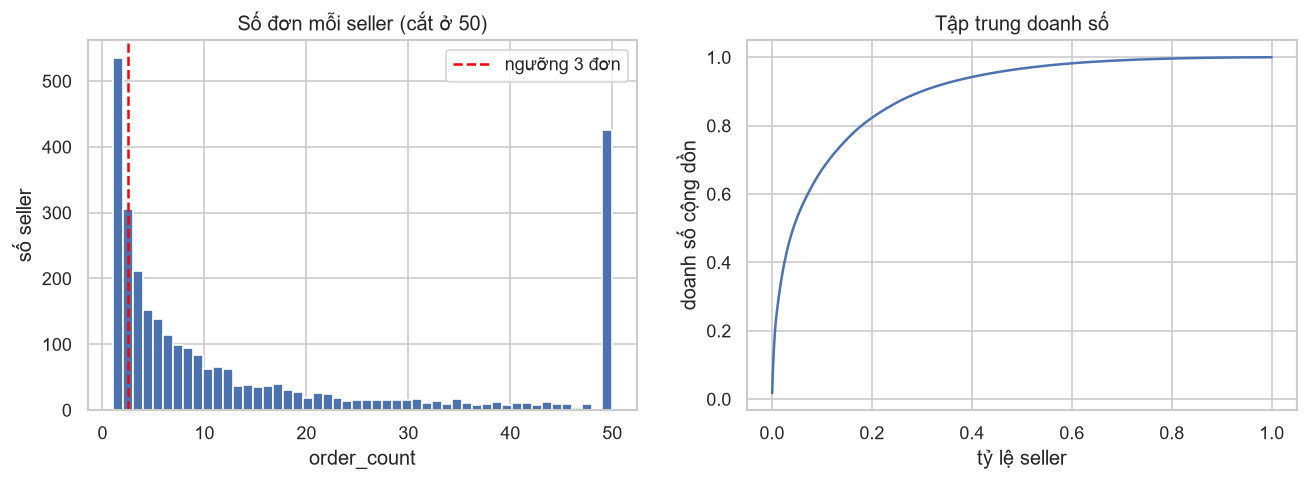 Số đơn mỗi seller (cắt ở 50)
ngưỡng 3 đơn
số seller
500
400
300
200
100
0
0 10 20 30 40 50
order_count
Tập trung doanh số
doanh số cộng dồn
1.0
0.8
0.6
0.4
0.2
0.0
0.0 0.2 0.4 0.6 0.8 1.0
tỷ lệ seller